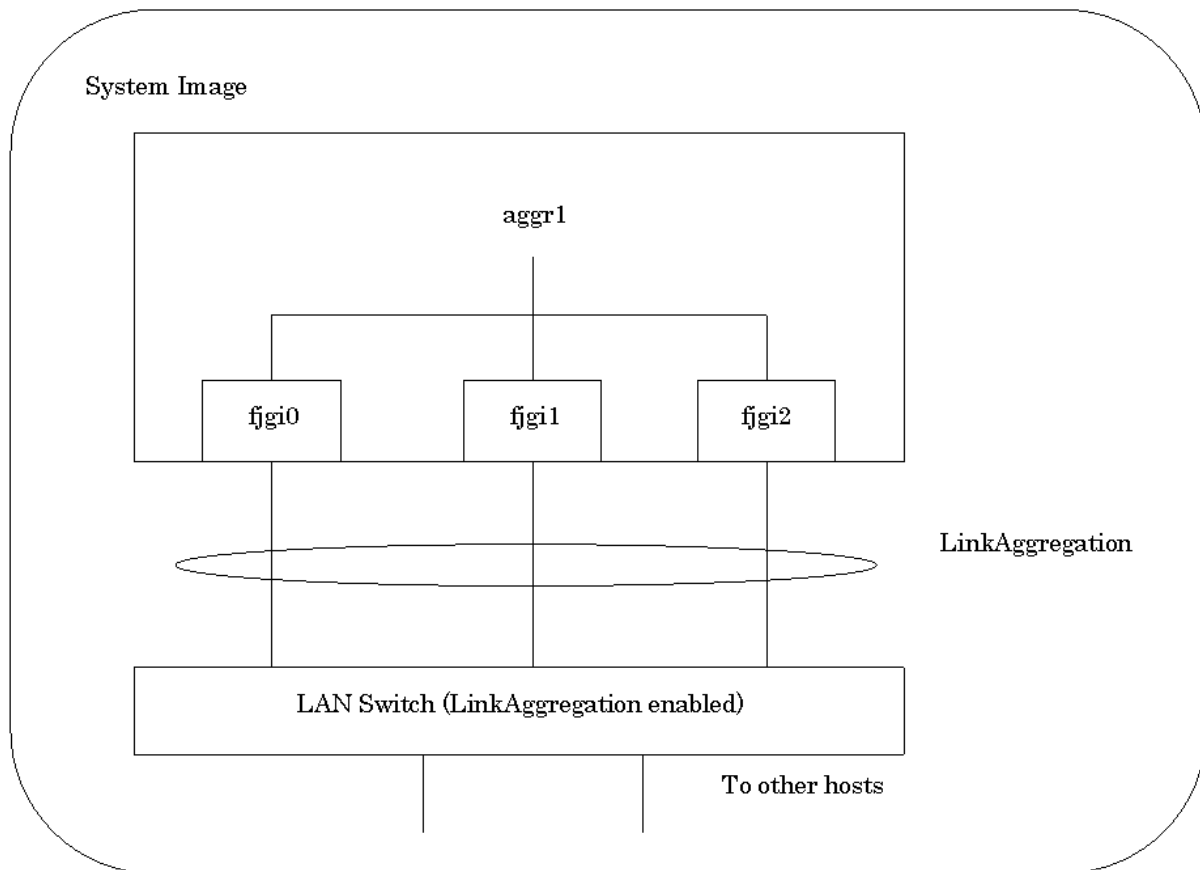 System Image
aggr1
fjgi0
fjgi1
fjgi2
LinkAggregation
LAN Switch (LinkAggregation enabled)
To other hosts